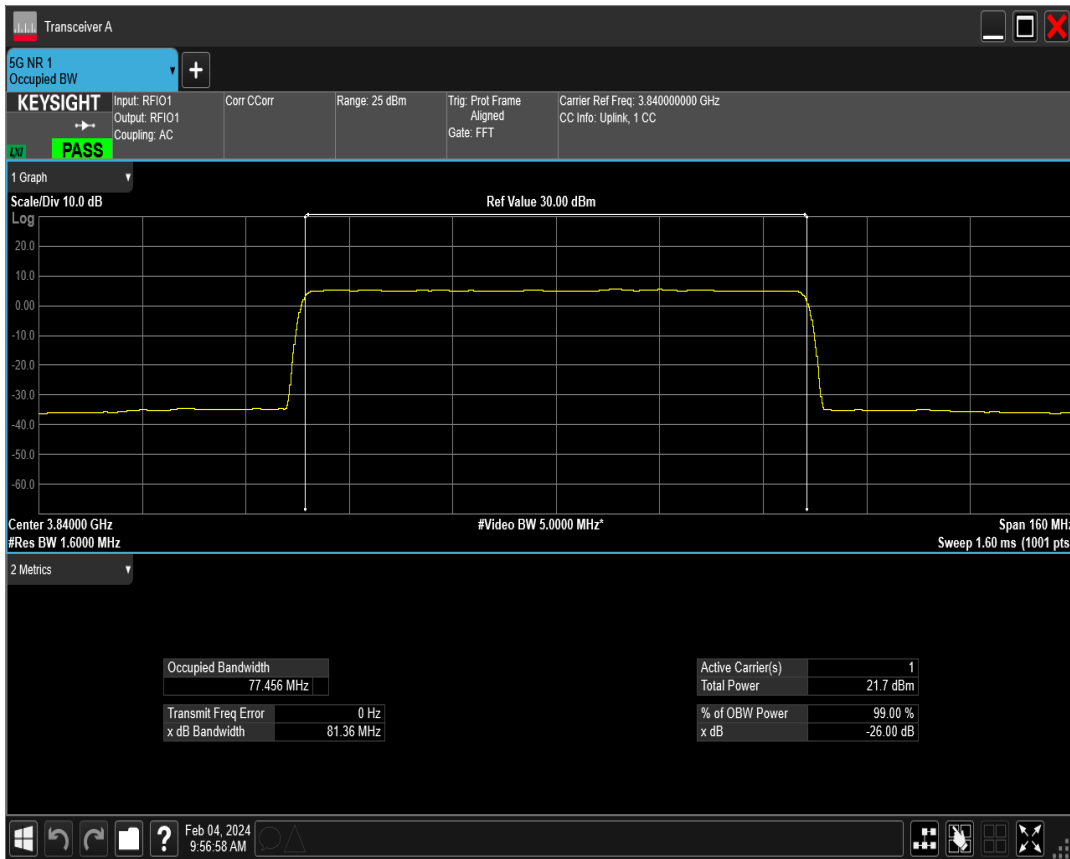 Transceiver A
5G NR 1
Occupied BW
KEYSIGHT
LXI
PASS
Input: RFIO1
Output: RFIO1
Coupling: AC
Corr CCorr
Range: 25 dBm
Trig: Prot Frame
Aligned
Gate: FFT
Carrier Ref Freq: 3.840000000 GHz
CC Info: Uplink, 1 CC
1 Graph
Scale/Div 10.0 dB
Ref Value 30.00 dBm
Log
20.0
10.0
0.00
-10.0
-20.0
-30.0
-40.0
-50.0
-60.0
Center 3.84000 GHz
#Video BW 5.0000 MHz*
Span 160 MHz
#Res BW 1.6000 MHz
Sweep 1.60 ms (1001 pts
2 Metrics
Occupied Bandwidth
77.456 MHz
Transmit Freq Error 0 Hz
x dB Bandwidth 81.36 MHz
Active Carrier(s) 1
Total Power 21.7 dBm
% of OBW Power 99.00 %
x dB -26.00 dB
Feb 04, 2024
9:56:58 AM